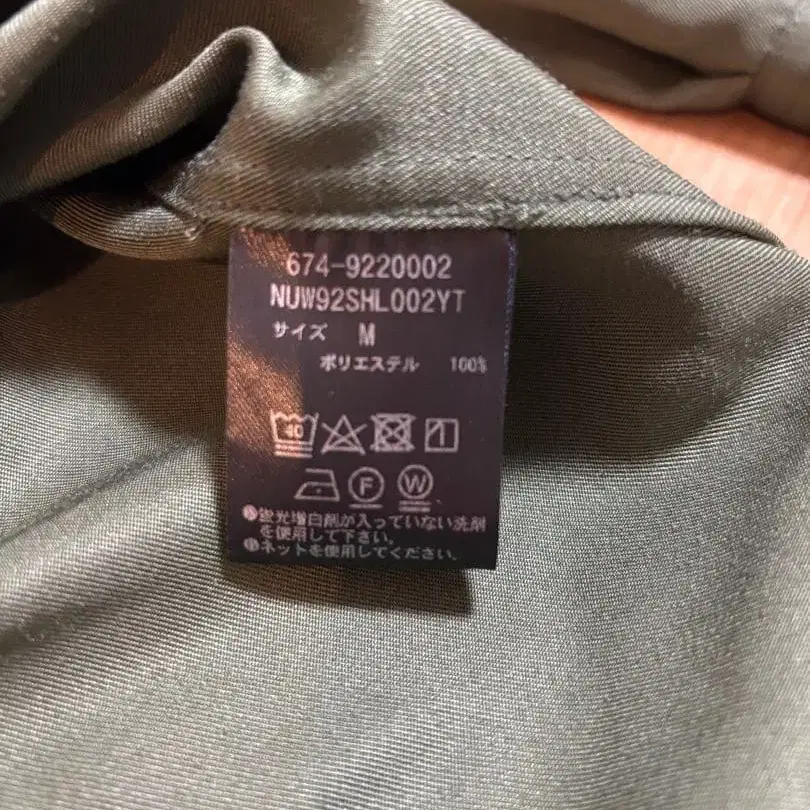 674-9220002
NUW92SHL002YT
サイズ M
ポリエステル 100%
40
F W
蛍光増白剤が入っていない洗剤
を使用して下さい。
ネットを使用してください。